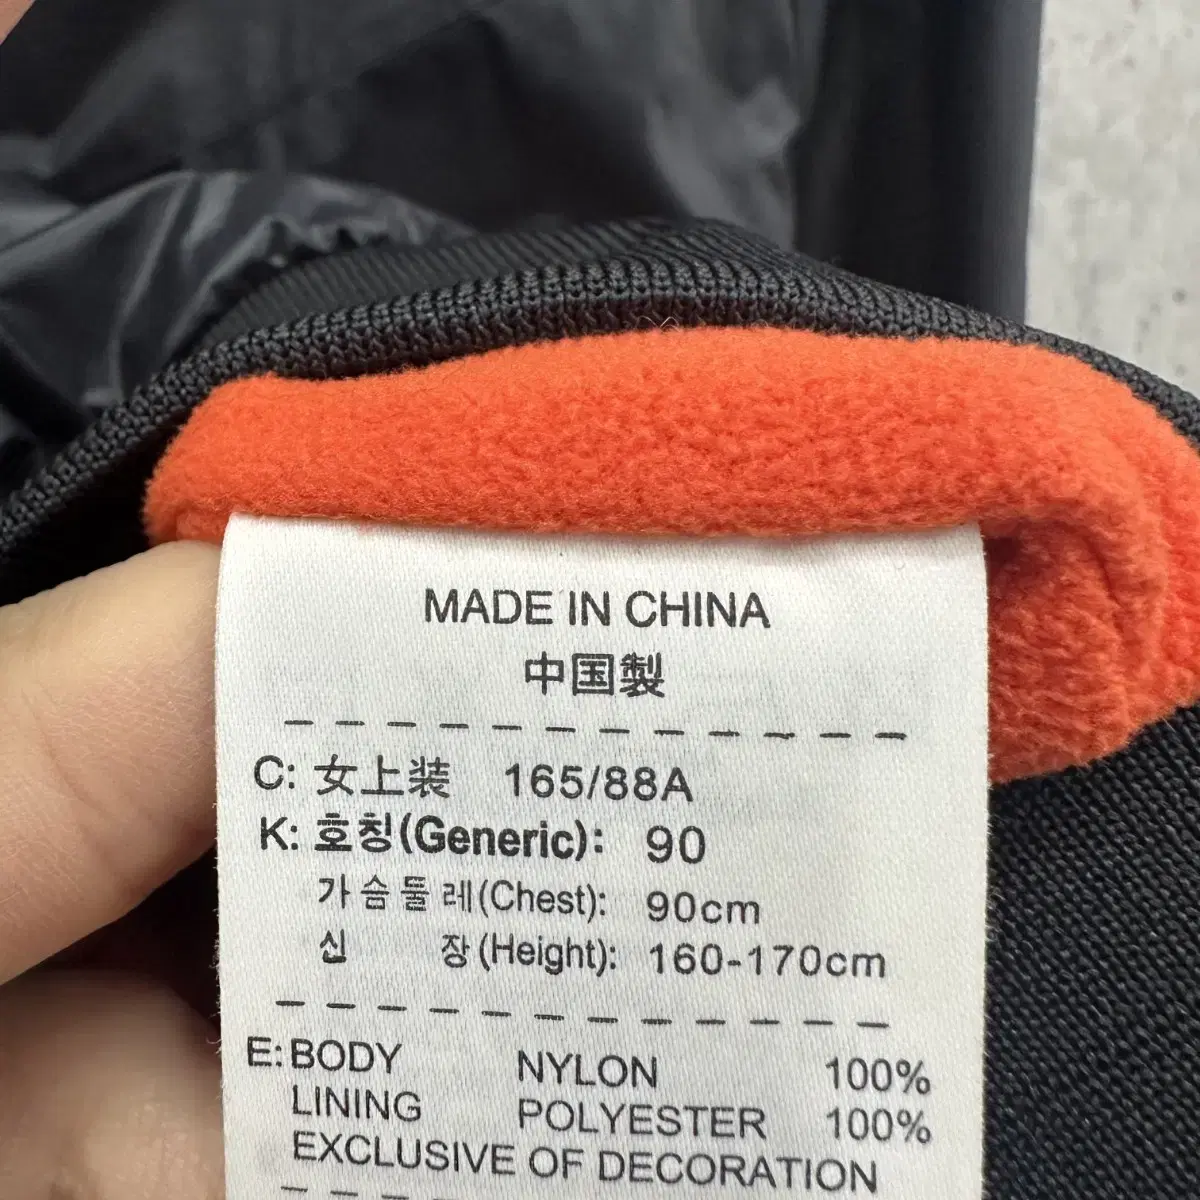 MADE IN CHINA
中国製
C: 女上装 165/88A
K: 호칭(Generic): 90
가슴둘레(Chest): 90cm
신 장(Height): 160-170cm
E: BODY NYLON 100%
LINING POLYESTER 100%
EXCLUSIVE OF DECORATION